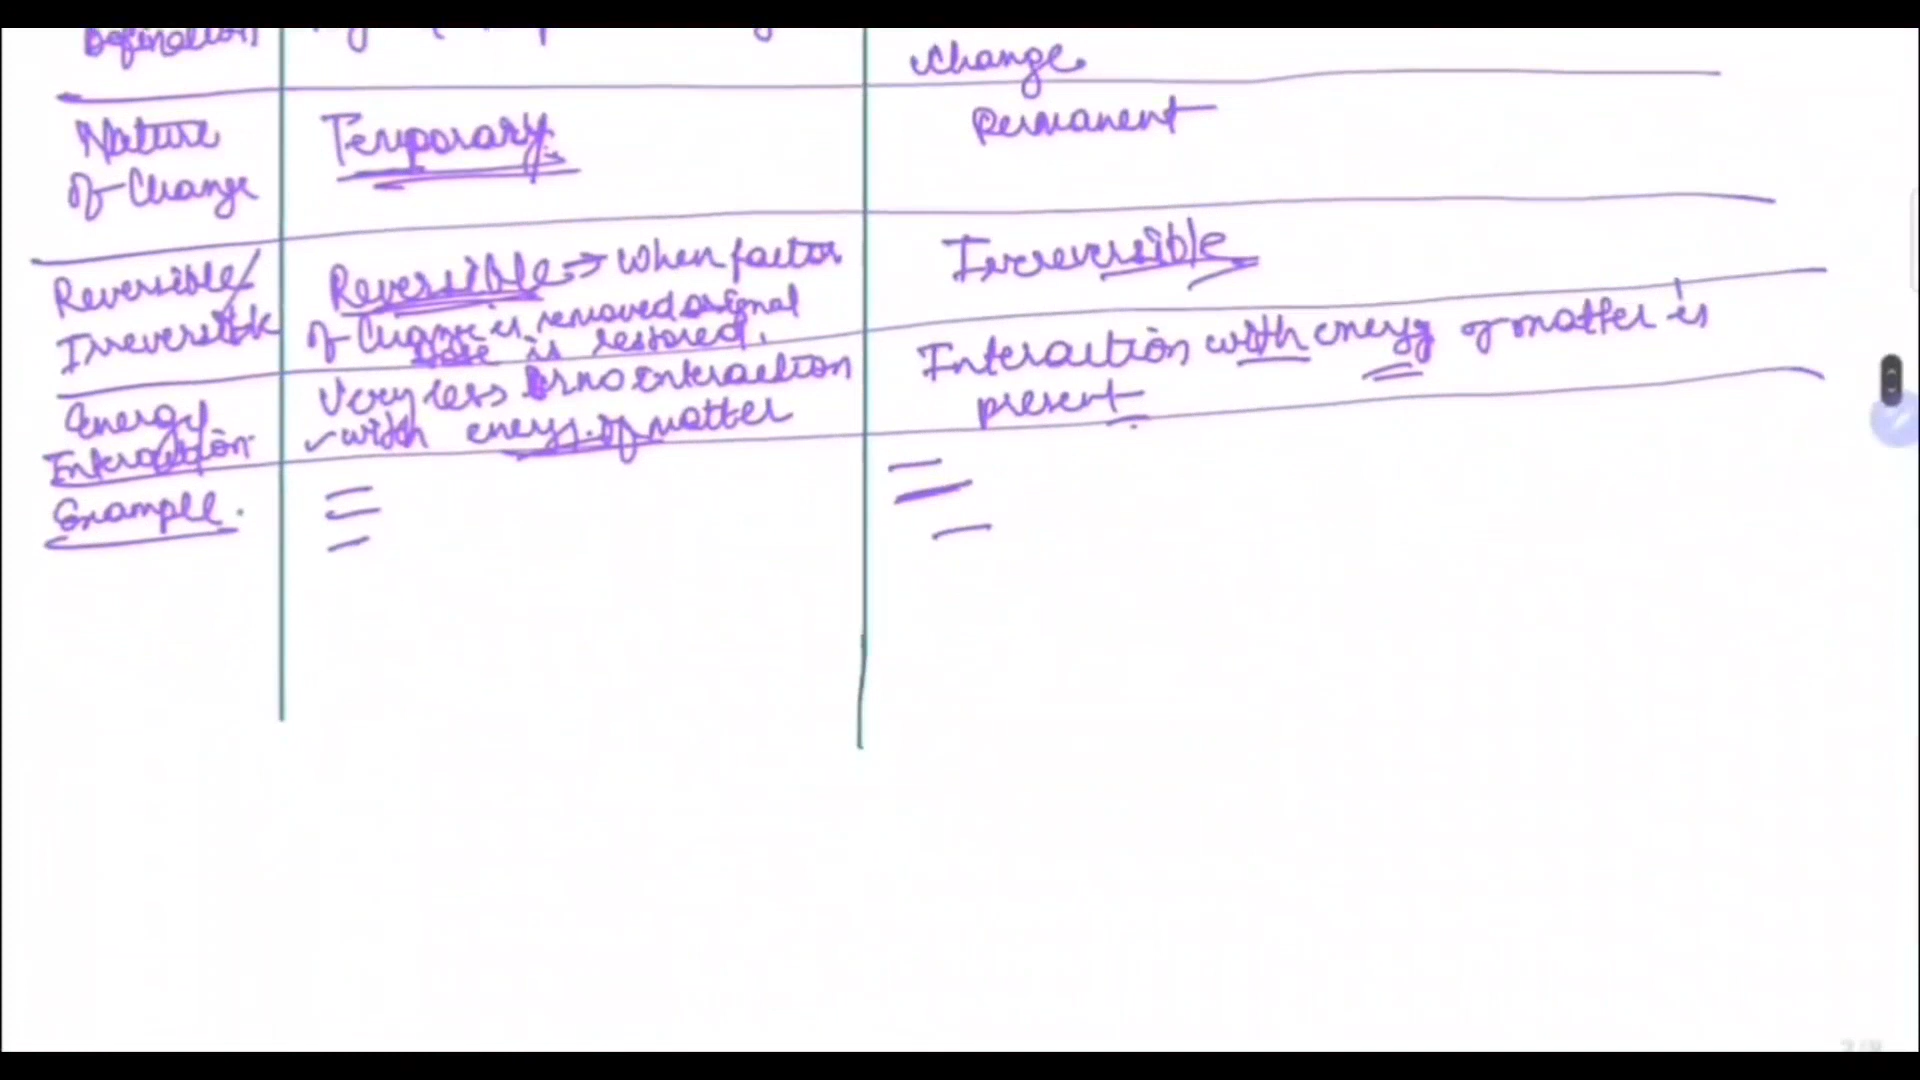 Defination
change.
Nature
of change
Temporary
Permanent
Reversible/
Irreversible
Reversible → when factor
of change is removed orignal
state is restored.
Irreversible
Energy
Interaction
Very less or no interaction
with energy of matter
Interaction with energy of matter is
present
Example.